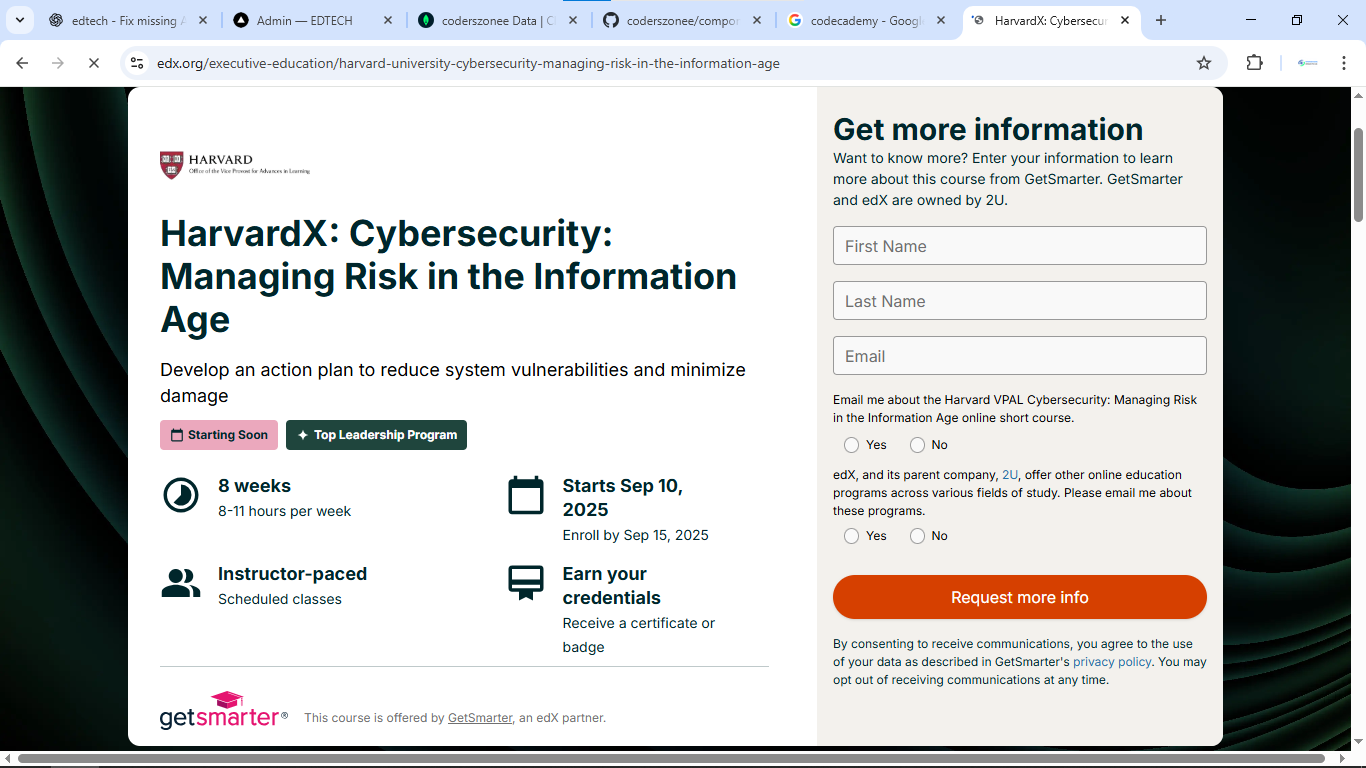 edtech - Fix missing
Admin — EDTECH
coderszonee Data | C
coderszonee/compo
codecademy - Google
HarvardX: Cybersecur
edx.org/executive-education/harvard-university-cybersecurity-managing-risk-in-the-information-age
HARVARD
Office of the Vice Provost for Advances in Learning
HarvardX: Cybersecurity:
Managing Risk in the Information
Age
Develop an action plan to reduce system vulnerabilities and minimize
damage
Starting Soon
Top Leadership Program
8 weeks
8-11 hours per week
Starts Sep 10,
2025
Enroll by Sep 15, 2025
Instructor-paced
Scheduled classes
Earn your
credentials
Receive a certificate or
badge
getsmarter®
This course is offered by GetSmarter, an edX partner.
Get more information
Want to know more? Enter your information to learn
more about this course from GetSmarter. GetSmarter
and edX are owned by 2U.
First Name
Last Name
Email
Email me about the Harvard VPAL Cybersecurity: Managing Risk
in the Information Age online short course.
Yes No
edX, and its parent company, 2U, offer other online education
programs across various fields of study. Please email me about
these programs.
Yes No
Request more info
By consenting to receive communications, you agree to the use
of your data as described in GetSmarter's privacy policy. You may
opt out of receiving communications at any time.